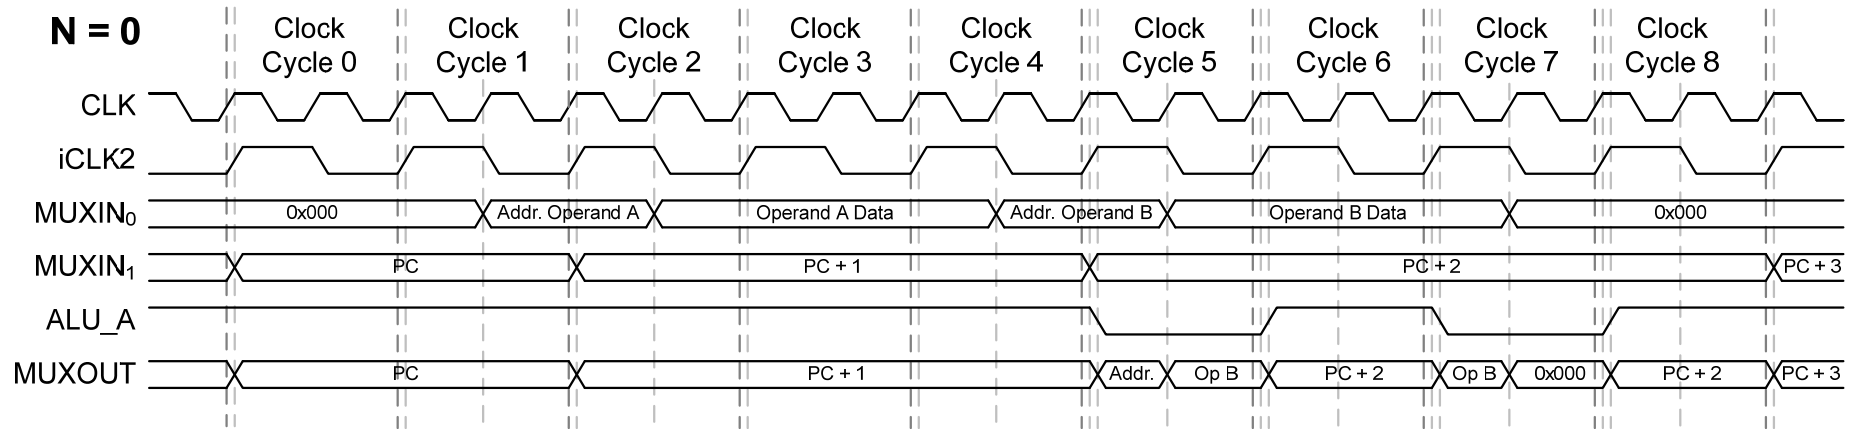 N = 0
Clock Cycle 0
Clock Cycle 1
Clock Cycle 2
Clock Cycle 3
Clock Cycle 4
Clock Cycle 5
Clock Cycle 6
Clock Cycle 7
Clock Cycle 8
CLK
iCLK2
MUXIN₀ 0x000 Addr. Operand A Operand A Data Addr. Operand B Operand B Data 0x000
MUXIN₁ PC PC + 1 PC + 2 PC + 3
ALU_A
MUXOUT PC PC + 1 Addr. Op B PC + 2 Op B 0x000 PC + 2 PC + 3